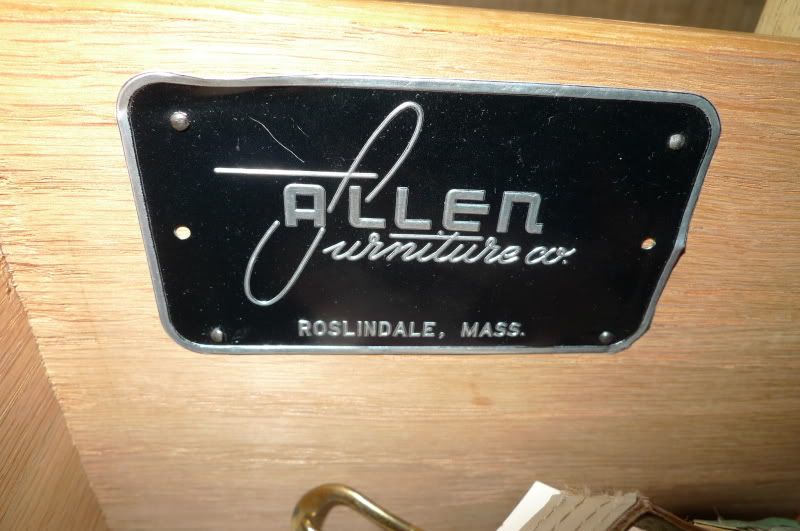 ALLEN
Furniture co.
ROSLINDALE, MASS.